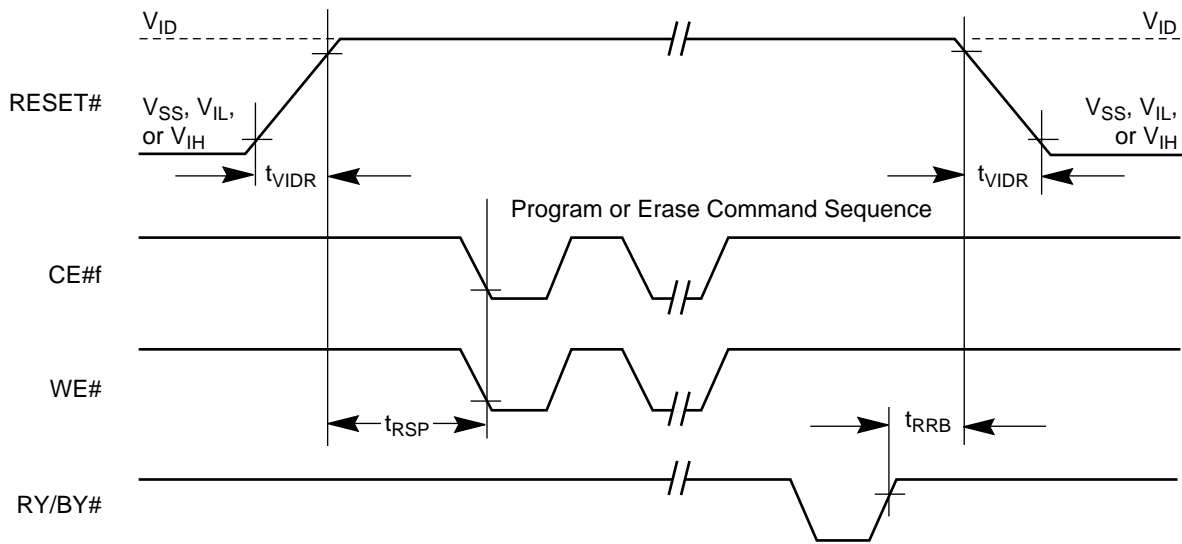 V_ID
V_ID
RESET#
V_SS, V_IL,
or V_IH
V_SS, V_IL,
or V_IH
t_VIDR
t_VIDR
Program or Erase Command Sequence
CE#f
WE#
t_RSP
t_RRB
RY/BY#